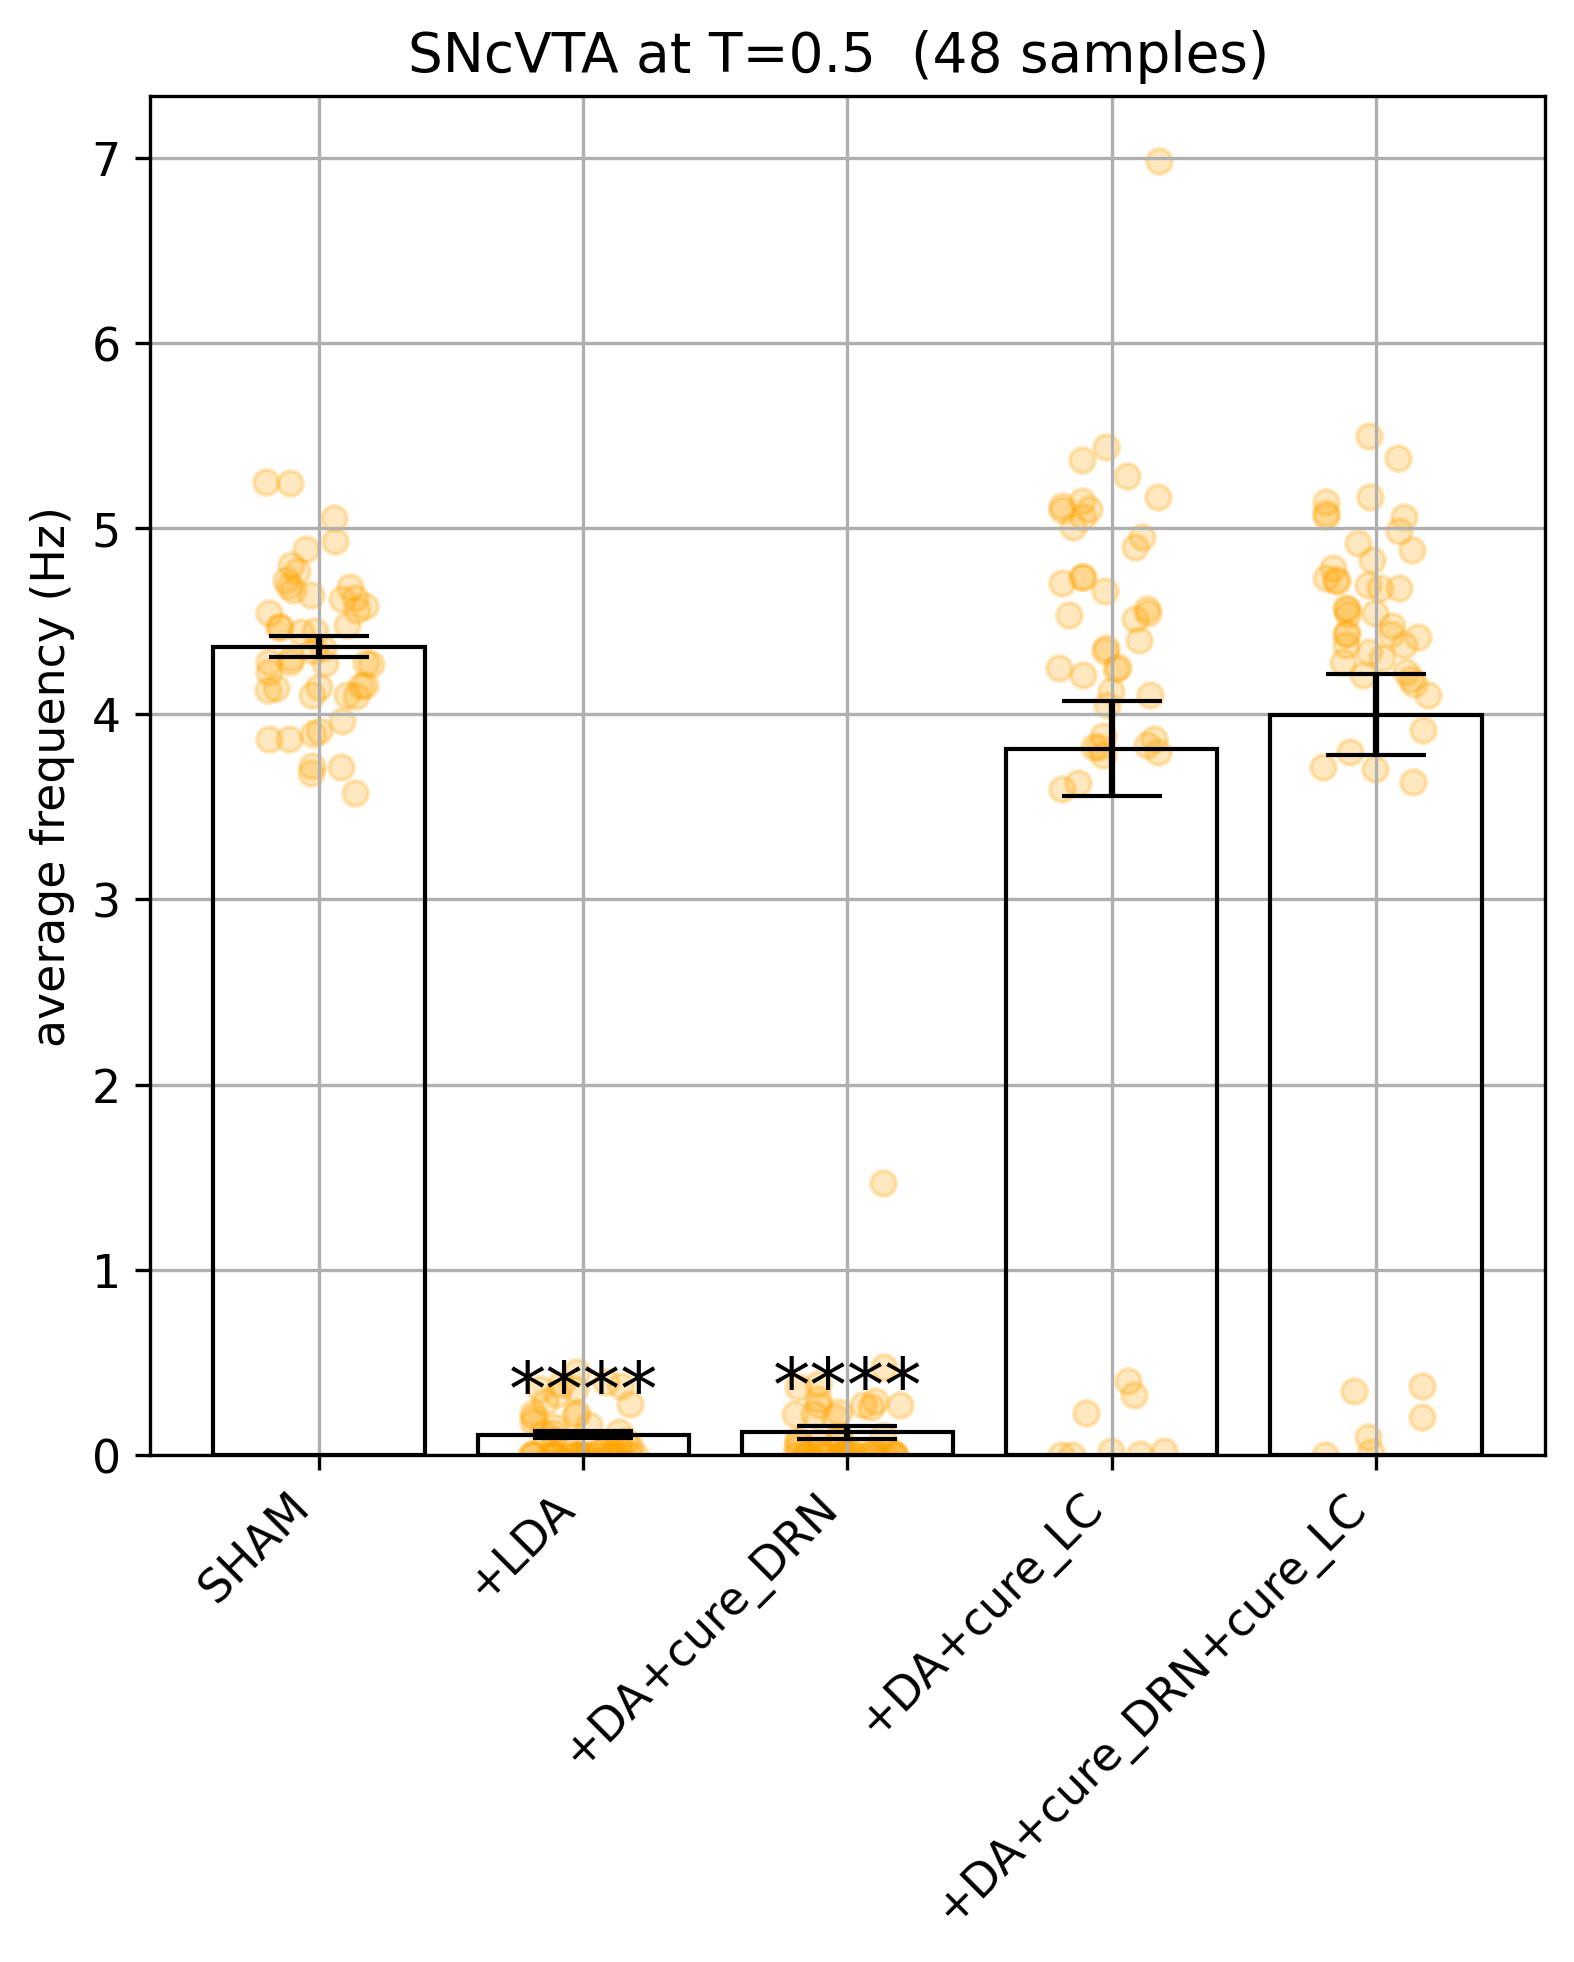 SNcVTA at T=0.5  (48 samples)
average frequency (Hz)
7
6
5
4
3
2
1
0
****
****
SHAM
+LDA
+DA+cure_DRN
+DA+cure_LC
+DA+cure_DRN+cure_LC